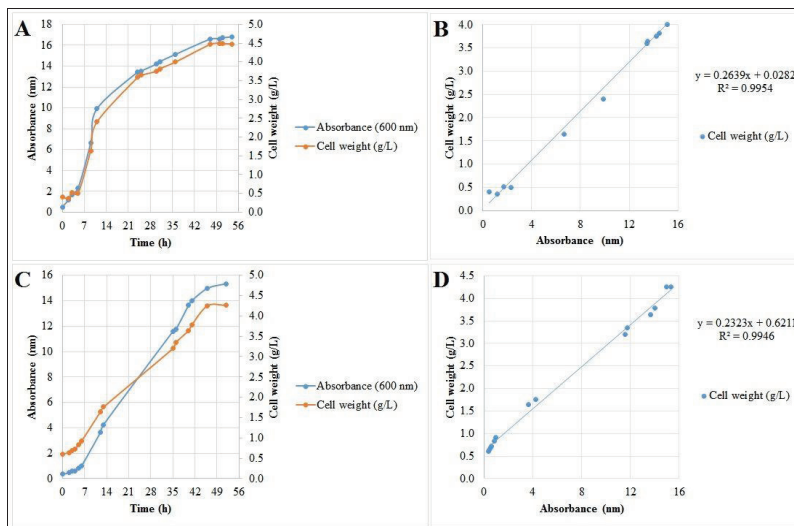 A
18
16
14
12
10
8
6
4
2
0
Absorbance (nm)
5.0
4.5
4.0
3.5
3.0
2.5
2.0
1.5
1.0
0.5
0.0
Cell weight (g/L)
0 7 14 21 28 35 42 49 56
Time (h)
Absorbance (600 nm)
Cell weight (g/L)
B
4.0
3.5
3.0
2.5
2.0
1.5
1.0
0.5
0.0
Cell weight (g/L)
0 4 8 12 16
Absorbance (nm)
y = 0.2639x + 0.0282
R² = 0.9954
Cell weight (g/L)
C
16
14
12
10
8
6
4
2
0
Absorbance (nm)
5.0
4.5
4.0
3.5
3.0
2.5
2.0
1.5
1.0
0.5
0.0
Cell weight (g/L)
0 7 14 21 28 35 42 49 56
Time (h)
Absorbance (600 nm)
Cell weight (g/L)
D
4.5
4.0
3.5
3.0
2.5
2.0
1.5
1.0
0.5
0.0
Cell weight (g/L)
0 4 8 12 16
Absorbance (nm)
y = 0.2323x + 0.6211
R² = 0.9946
Cell weight (g/L)